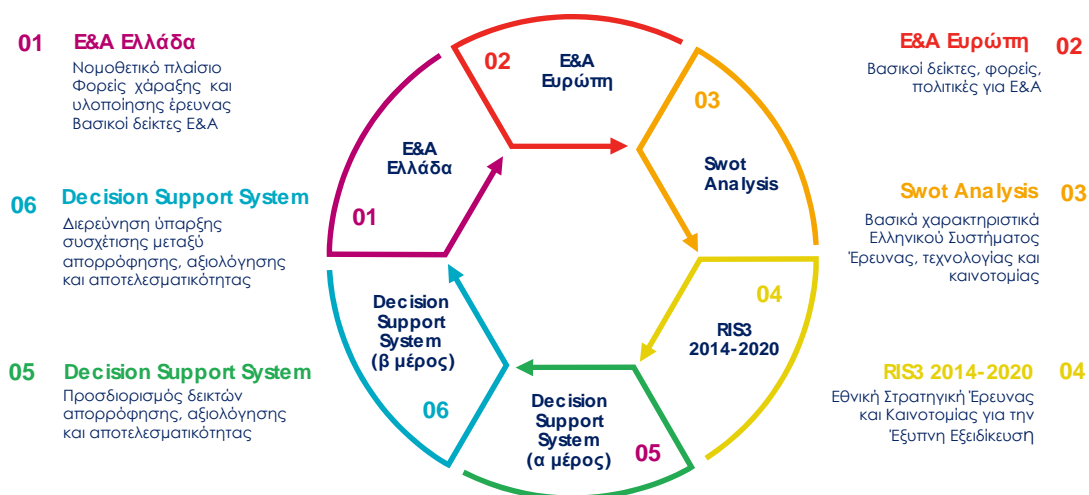 01 Ε&Α Ελλάδα
Νομοθετικό πλαίσιο
Φορείς χάραξης και
υλοποίησης έρευνας
Βασικοί δείκτες Ε&Α
06 Decision Support System
Διερεύνηση ύπαρξης
συσχέτισης μεταξύ
απορρόφησης, αξιολόγησης
και αποτελεσματικότητας
05 Decision Support System
Προσδιορισμός δεικτών
απορρόφησης, αξιολόγησης
και αποτελεσματικότητας
02
Ε&Α
Ευρώπη
03
Swot
Analysis
04
RIS3
2014-2020
Decision
Support
System
(α μέρος)
05
Decision
Support
System
(β μέρος)
06
Ε&Α
Ελλάδα
01
Ε&Α Ευρώπη 02
Βασικοί δείκτες, φορείς,
πολιτικές για Ε&Α
Swot Analysis 03
Βασικά χαρακτηριστικά
Ελληνικού Συστήματος
Έρευνας, τεχνολογίας και
καινοτομίας
RIS3 2014-2020 04
Εθνική Στρατηγική Έρευνας
και Καινοτομίας για την
Έξυπνη Εξειδίκευση